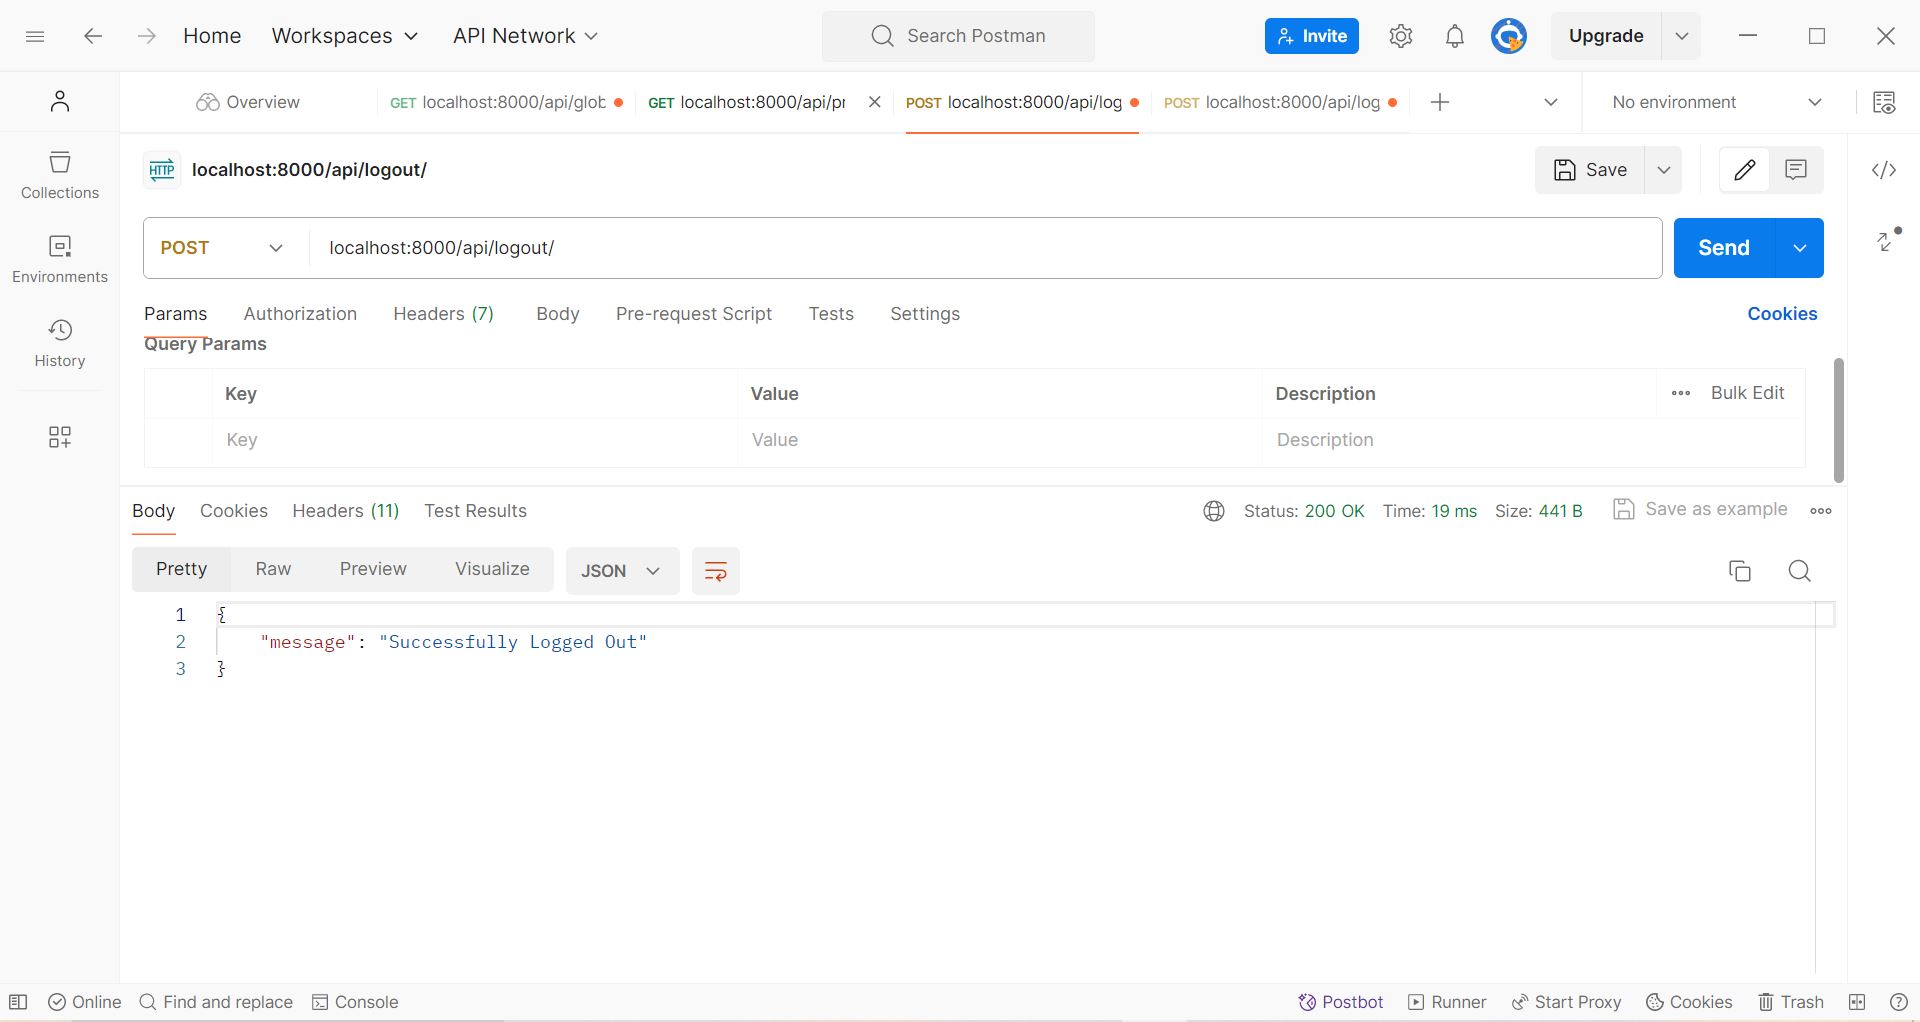 Home Workspaces API Network Search Postman Invite Upgrade
Overview GET localhost:8000/api/glob GET localhost:8000/api/pr POST localhost:8000/api/log POST localhost:8000/api/log No environment
Collections
Environments
History
HTTP localhost:8000/api/logout/ Save
POST localhost:8000/api/logout/ Send
Params Authorization Headers (7) Body Pre-request Script Tests Settings Cookies
Query Params
Key Value Description Bulk Edit
Key Value Description
Body Cookies Headers (11) Test Results Status: 200 OK Time: 19 ms Size: 441 B Save as example
Pretty Raw Preview Visualize JSON
1 {
2 "message": "Successfully Logged Out"
3 }
Online Find and replace Console Postbot Runner Start Proxy Cookies Trash